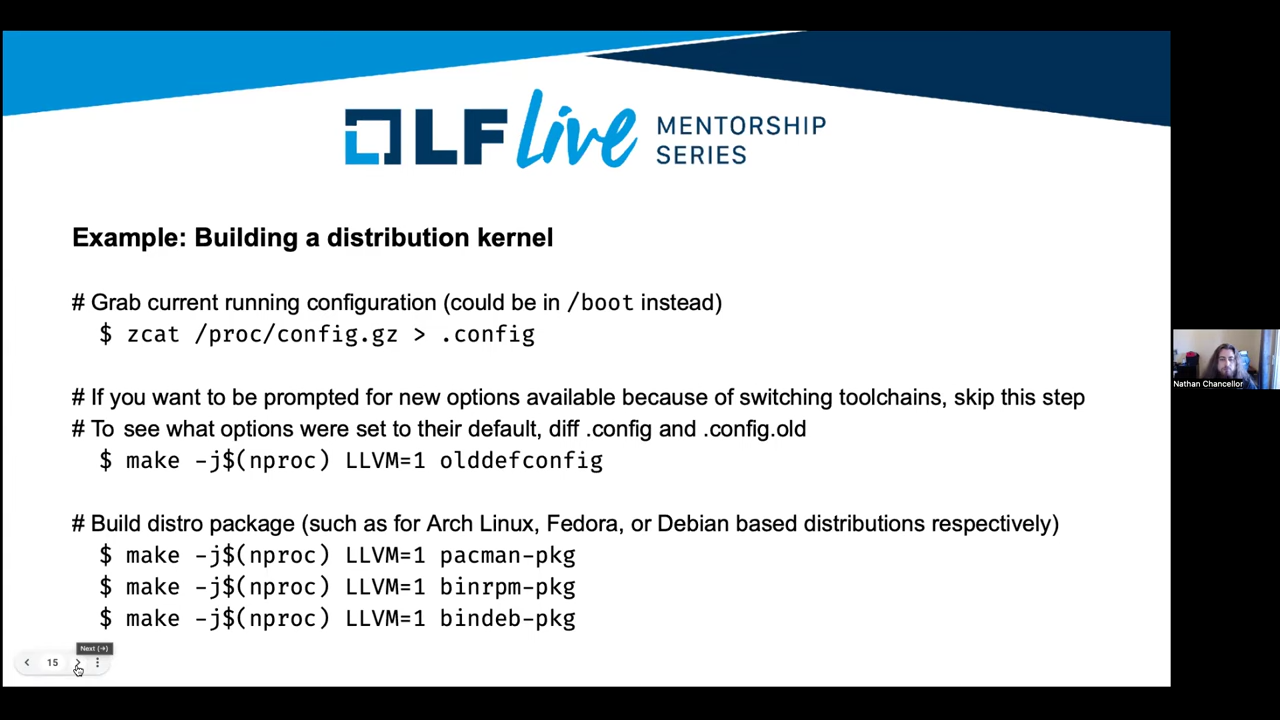 LF Live MENTORSHIP
SERIES
Example: Building a distribution kernel
# Grab current running configuration (could be in /boot instead)
$ zcat /proc/config.gz > .config
# If you want to be prompted for new options available because of switching toolchains, skip this step
# To see what options were set to their default, diff .config and .config.old
$ make -j$(nproc) LLVM=1 olddefconfig
# Build distro package (such as for Arch Linux, Fedora, or Debian based distributions respectively)
$ make -j$(nproc) LLVM=1 pacman-pkg
$ make -j$(nproc) LLVM=1 binrpm-pkg
$ make -j$(nproc) LLVM=1 bindeb-pkg
Next (→)
15
Nathan Chancellor